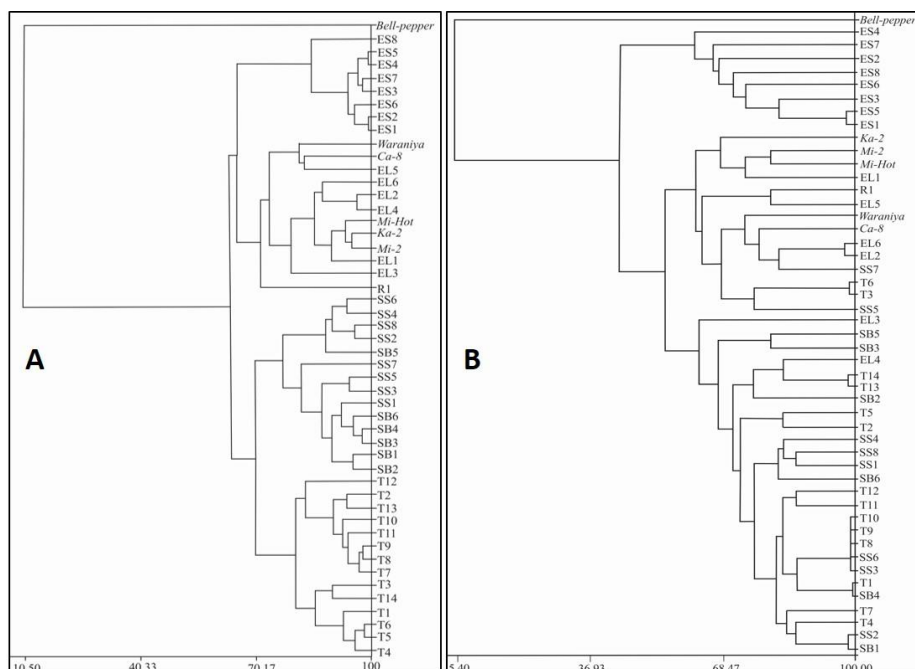 Bell-pepper
ES8
ES5
ES4
ES7
ES3
ES6
ES2
ES1
Waraniya
Ca-8
EL5
EL6
EL2
EL4
Mi-Hot
Ka-2
Mi-2
EL1
EL3
R1
SS6
SS4
SS8
SS2
SB5
SS7
SS5
SS3
SS1
SB6
SB4
SB3
SB1
SB2
T12
T2
T13
T10
T11
T9
T8
T7
T3
T14
T1
T6
T5
T4
A
10.50 40.33 70.17 100
Bell-pepper
ES4
ES7
ES2
ES8
ES6
ES3
ES5
ES1
Ka-2
Mi-2
Mi-Hot
EL1
R1
EL5
Waraniya
Ca-8
EL6
EL2
SS7
T6
T3
SS5
EL3
SB5
SB3
EL4
T14
T13
SB2
T5
T2
SS4
SS8
SS1
SB6
T12
T11
T10
T9
T8
SS6
SS3
T1
SB4
T7
T4
SS2
SB1
B
5.40 36.93 68.47 100.00